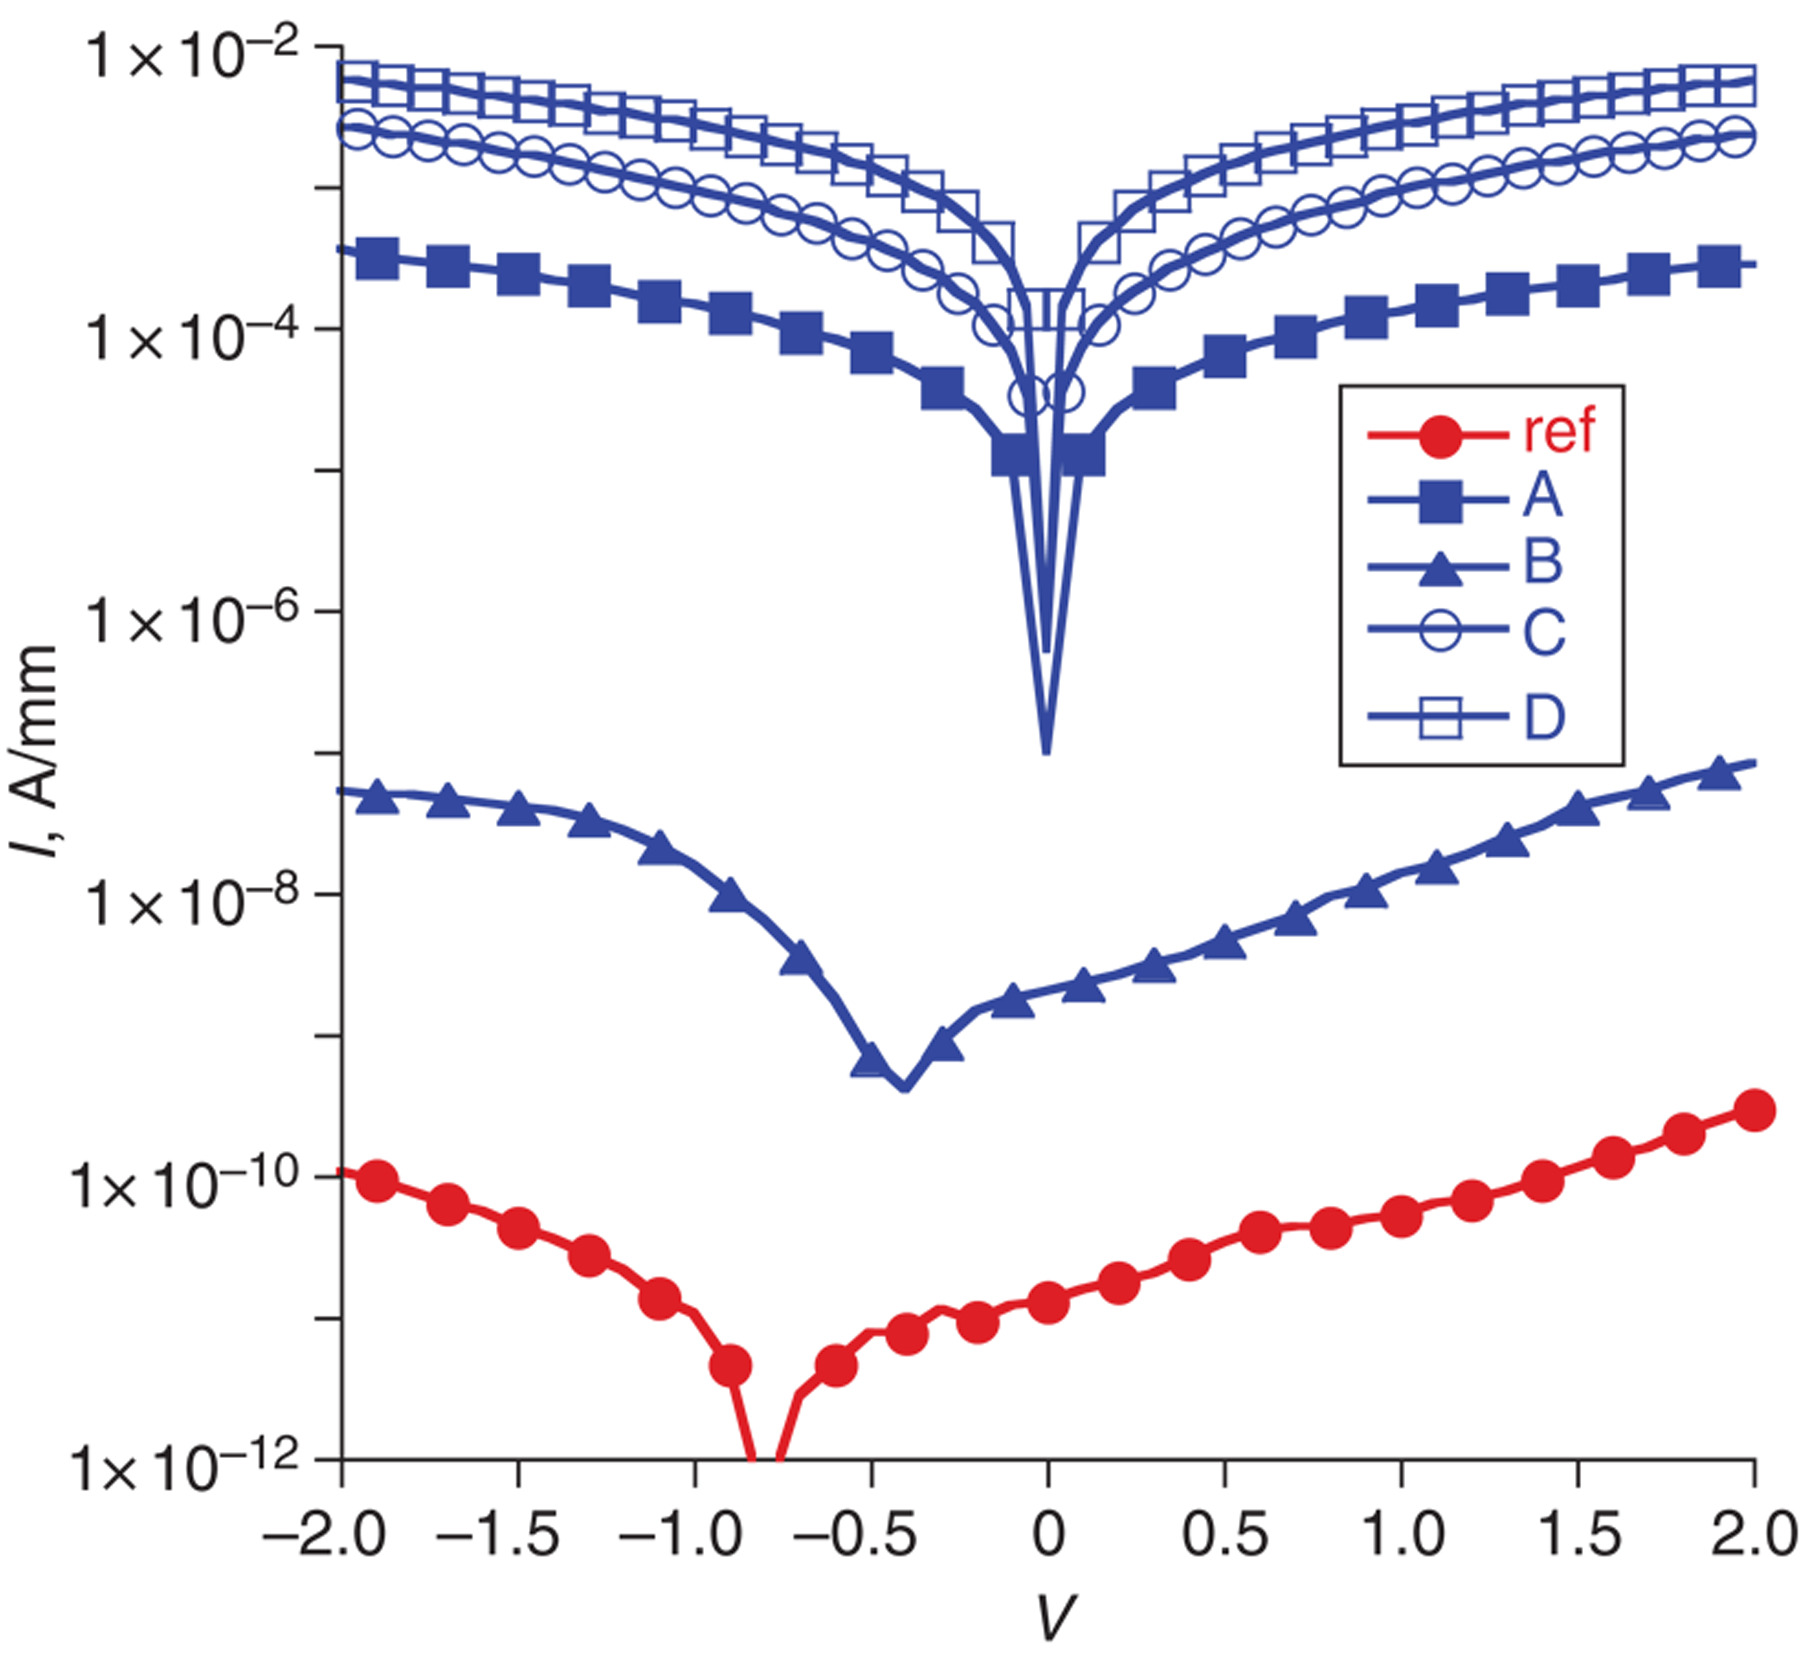 1×10⁻²
1×10⁻⁴
1×10⁻⁶
1×10⁻⁸
1×10⁻¹⁰
1×10⁻¹²
I, A/mm
ref
A
B
C
D
−2.0 −1.5 −1.0 −0.5 0 0.5 1.0 1.5 2.0
V